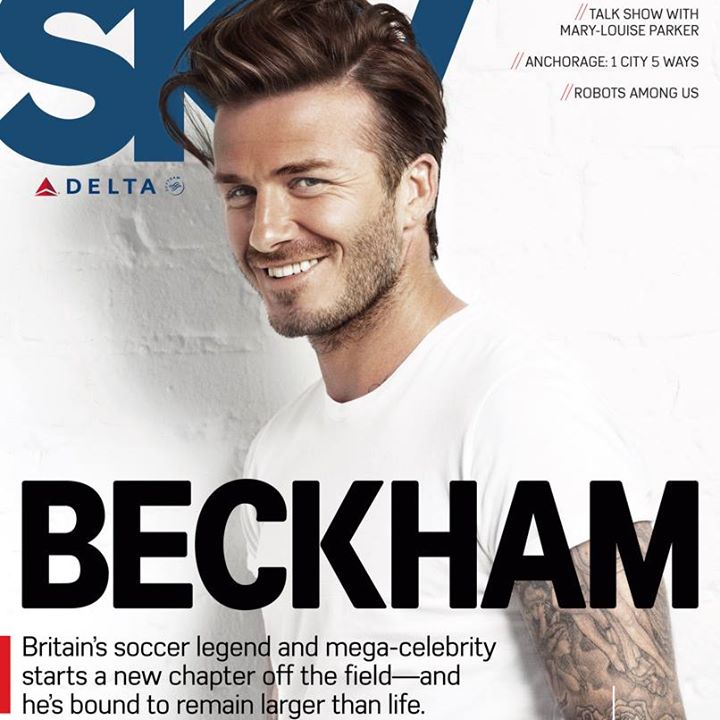 SKY
// TALK SHOW WITH
MARY-LOUISE PARKER
// ANCHORAGE: 1 CITY 5 WAYS
// ROBOTS AMONG US
DELTA
BECKHAM
Britain's soccer legend and mega-celebrity
starts a new chapter off the field—and
he's bound to remain larger than life.